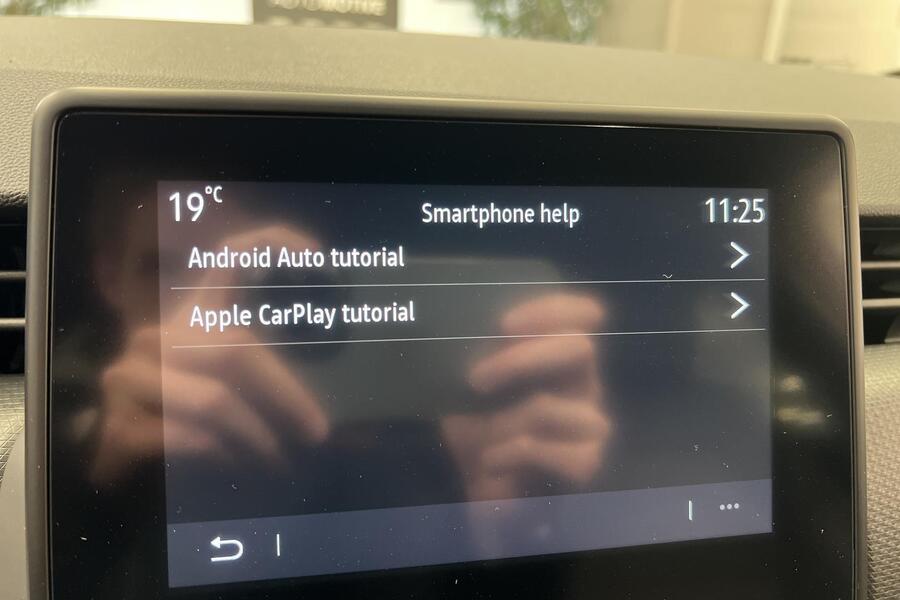 19°C
Smartphone help
11:25
Android Auto tutorial
Apple CarPlay tutorial